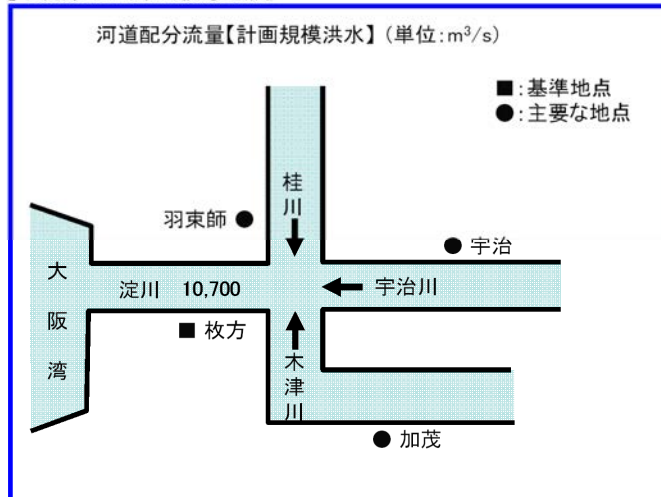 河道配分流量【計画規模洪水】(単位:m³/s)
■:基準地点
●:主要な地点
桂川
羽束師 ●
● 宇治
大阪湾
淀川 10,700
宇治川
■ 枚方
木津川
● 加茂